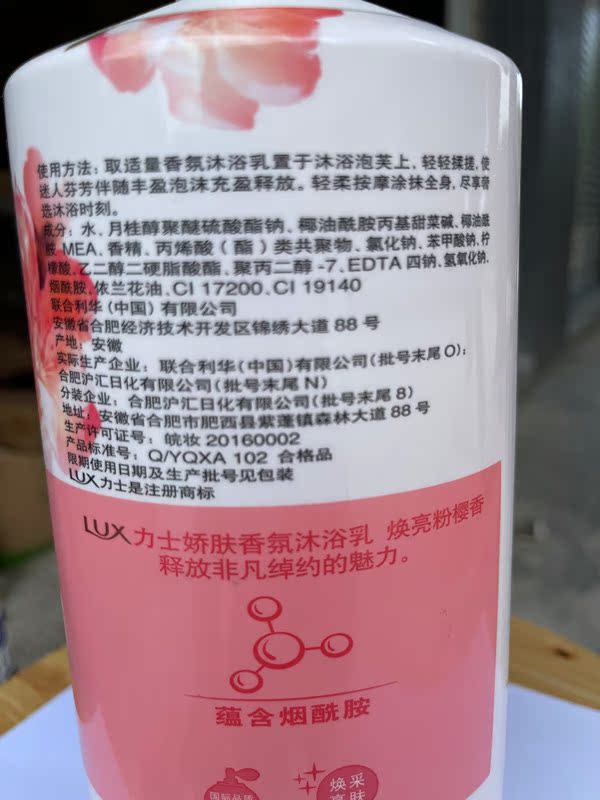 使用方法：取适量香氛沐浴乳置于沐浴泡芙上，轻轻揉搓，使
迷人芬芳伴随丰盈泡沫充盈释放。轻柔按摩涂抹全身，尽享甄
选沐浴时刻。
成分：水、月桂醇聚醚硫酸酯钠、椰油酰胺丙基甜菜碱、椰油酰
胺 MEA、香精、丙烯酸（酯）类共聚物、氯化钠、苯甲酸钠、柠
檬酸、乙二醇二硬脂酸酯、聚丙二醇-7、EDTA 四钠、氢氧化钠、
烟酰胺、依兰花油、CI 17200、CI 19140
联合利华（中国）有限公司
安徽省合肥经济技术开发区锦绣大道 88 号
产地：安徽
实际生产企业：联合利华（中国）有限公司（批号末尾 O）；
合肥沪汇日化有限公司（批号末尾 N）
分装企业：合肥沪汇日化有限公司（批号末尾 8）
地址：安徽省合肥市肥西县紫蓬镇森林大道 88 号
生产许可证号：皖妆 20160002
产品标准号：Q/YQXA 102 合格品
限期使用日期及生产批号见包装
LUX力士是注册商标
LUX力士娇肤香氛沐浴乳 焕亮粉樱香
释放非凡绰约的魅力。
蕴含烟酰胺
国际品质
焕采
亮肤